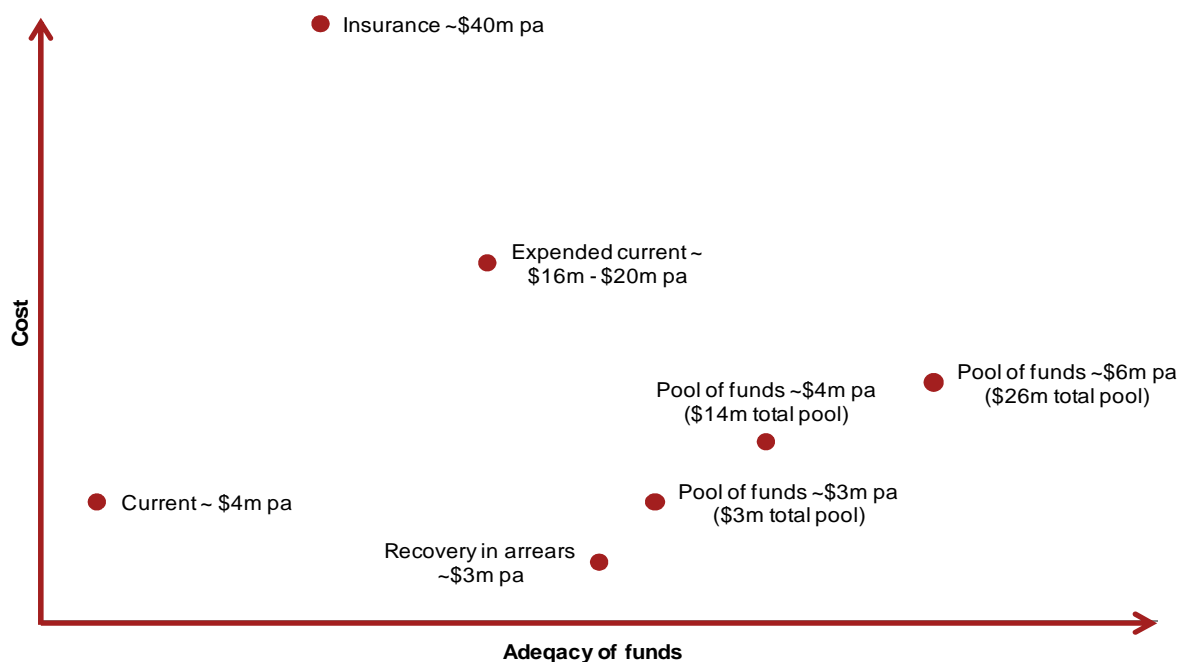 Insurance ~$40m pa
Expended current ~
$16m - $20m pa
Cost
Pool of funds ~$6m pa
($26m total pool)
Pool of funds ~$4m pa
($14m total pool)
Current ~ $4m pa
Pool of funds ~$3m pa
($3m total pool)
Recovery in arrears
~$3m pa
Adeqacy of funds